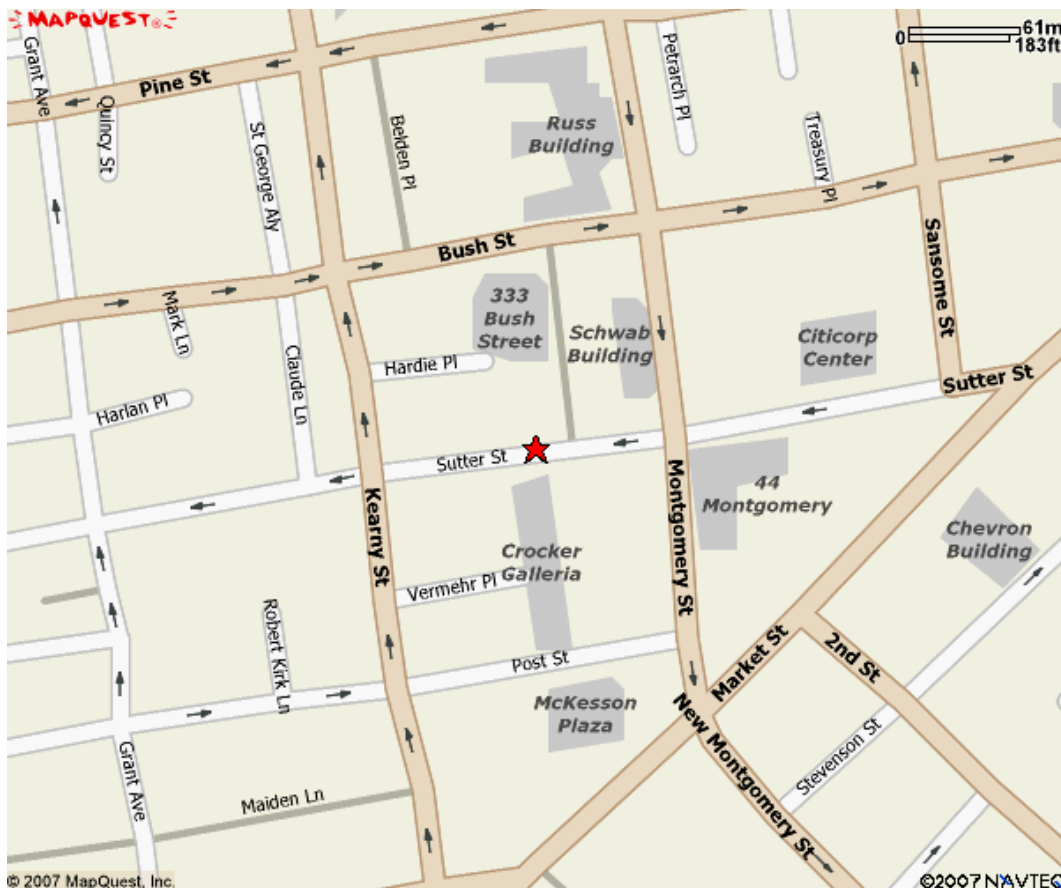 MAPQUEST®
0
61m
183ft
Grant Ave
Quincy St
Pine St
St George Aly
Belden Pl
Russ
Building
Petrarch Pl
Treasury Pl
Bush St
Sansome St
Mark Ln
Claude Ln
333
Bush
Street
Schwab
Building
Citicorp
Center
Hardie Pl
Harlan Pl
Sutter St
Sutter St
Kearny St
Montgomery St
44
Montgomery
Chevron
Building
Crocker
Galleria
Vermehr Pl
Robert Kirk Ln
Post St
Market St
2nd St
McKesson
Plaza
New Montgomery St
Stevenson St
Grant Ave
Maiden Ln
© 2007 MapQuest, Inc.
©2007 NAVTEC